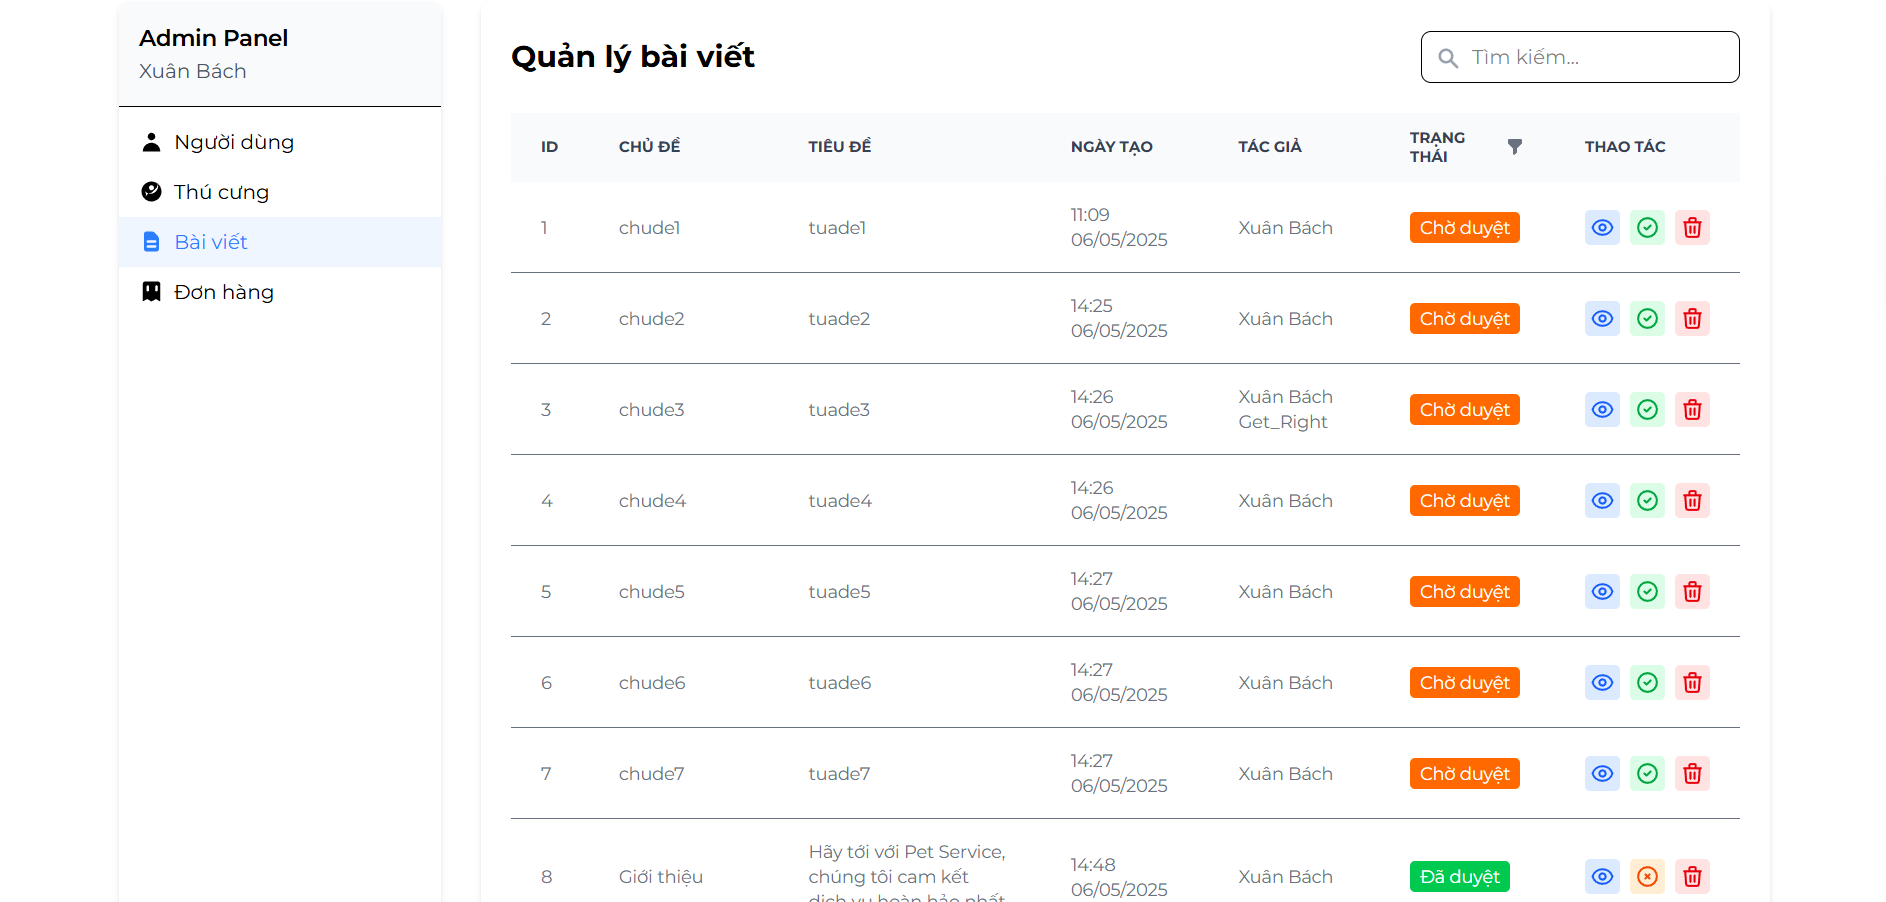 Admin Panel
Xuân Bách
Người dùng
Thú cưng
Bài viết
Đơn hàng
Quản lý bài viết
Tìm kiếm...
ID CHỦ ĐỀ TIÊU ĐỀ NGÀY TẠO TÁC GIẢ TRẠNG THÁI THAO TÁC
1 chude1 tuade1 11:09 06/05/2025 Xuân Bách Chờ duyệt
2 chude2 tuade2 14:25 06/05/2025 Xuân Bách Chờ duyệt
3 chude3 tuade3 14:26 06/05/2025 Xuân Bách Get_Right Chờ duyệt
4 chude4 tuade4 14:26 06/05/2025 Xuân Bách Chờ duyệt
5 chude5 tuade5 14:27 06/05/2025 Xuân Bách Chờ duyệt
6 chude6 tuade6 14:27 06/05/2025 Xuân Bách Chờ duyệt
7 chude7 tuade7 14:27 06/05/2025 Xuân Bách Chờ duyệt
8 Giới thiệu Hãy tới với Pet Service, chúng tôi cam kết dịch vụ hoàn hảo nhất 14:48 06/05/2025 Xuân Bách Đã duyệt